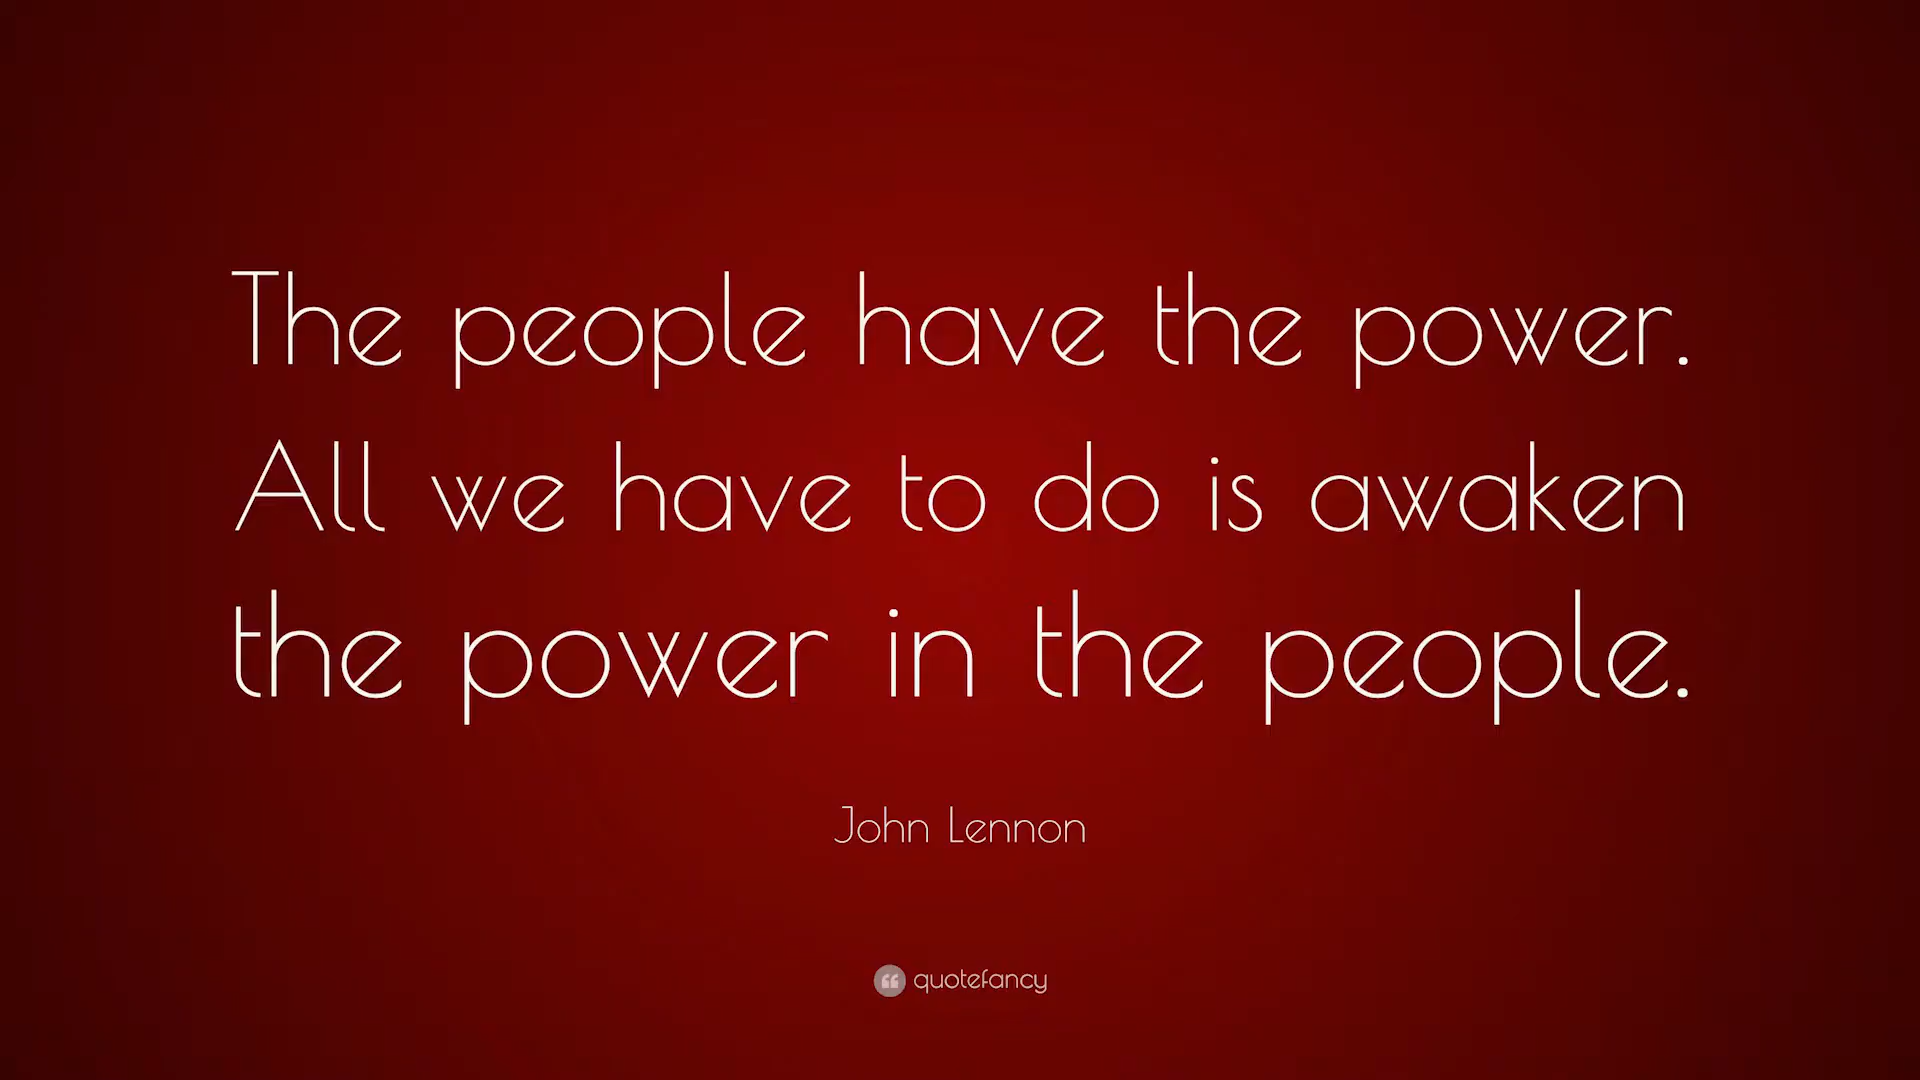 The people have the power.
All we have to do is awaken
the power in the people.
John Lennon
quotefancy